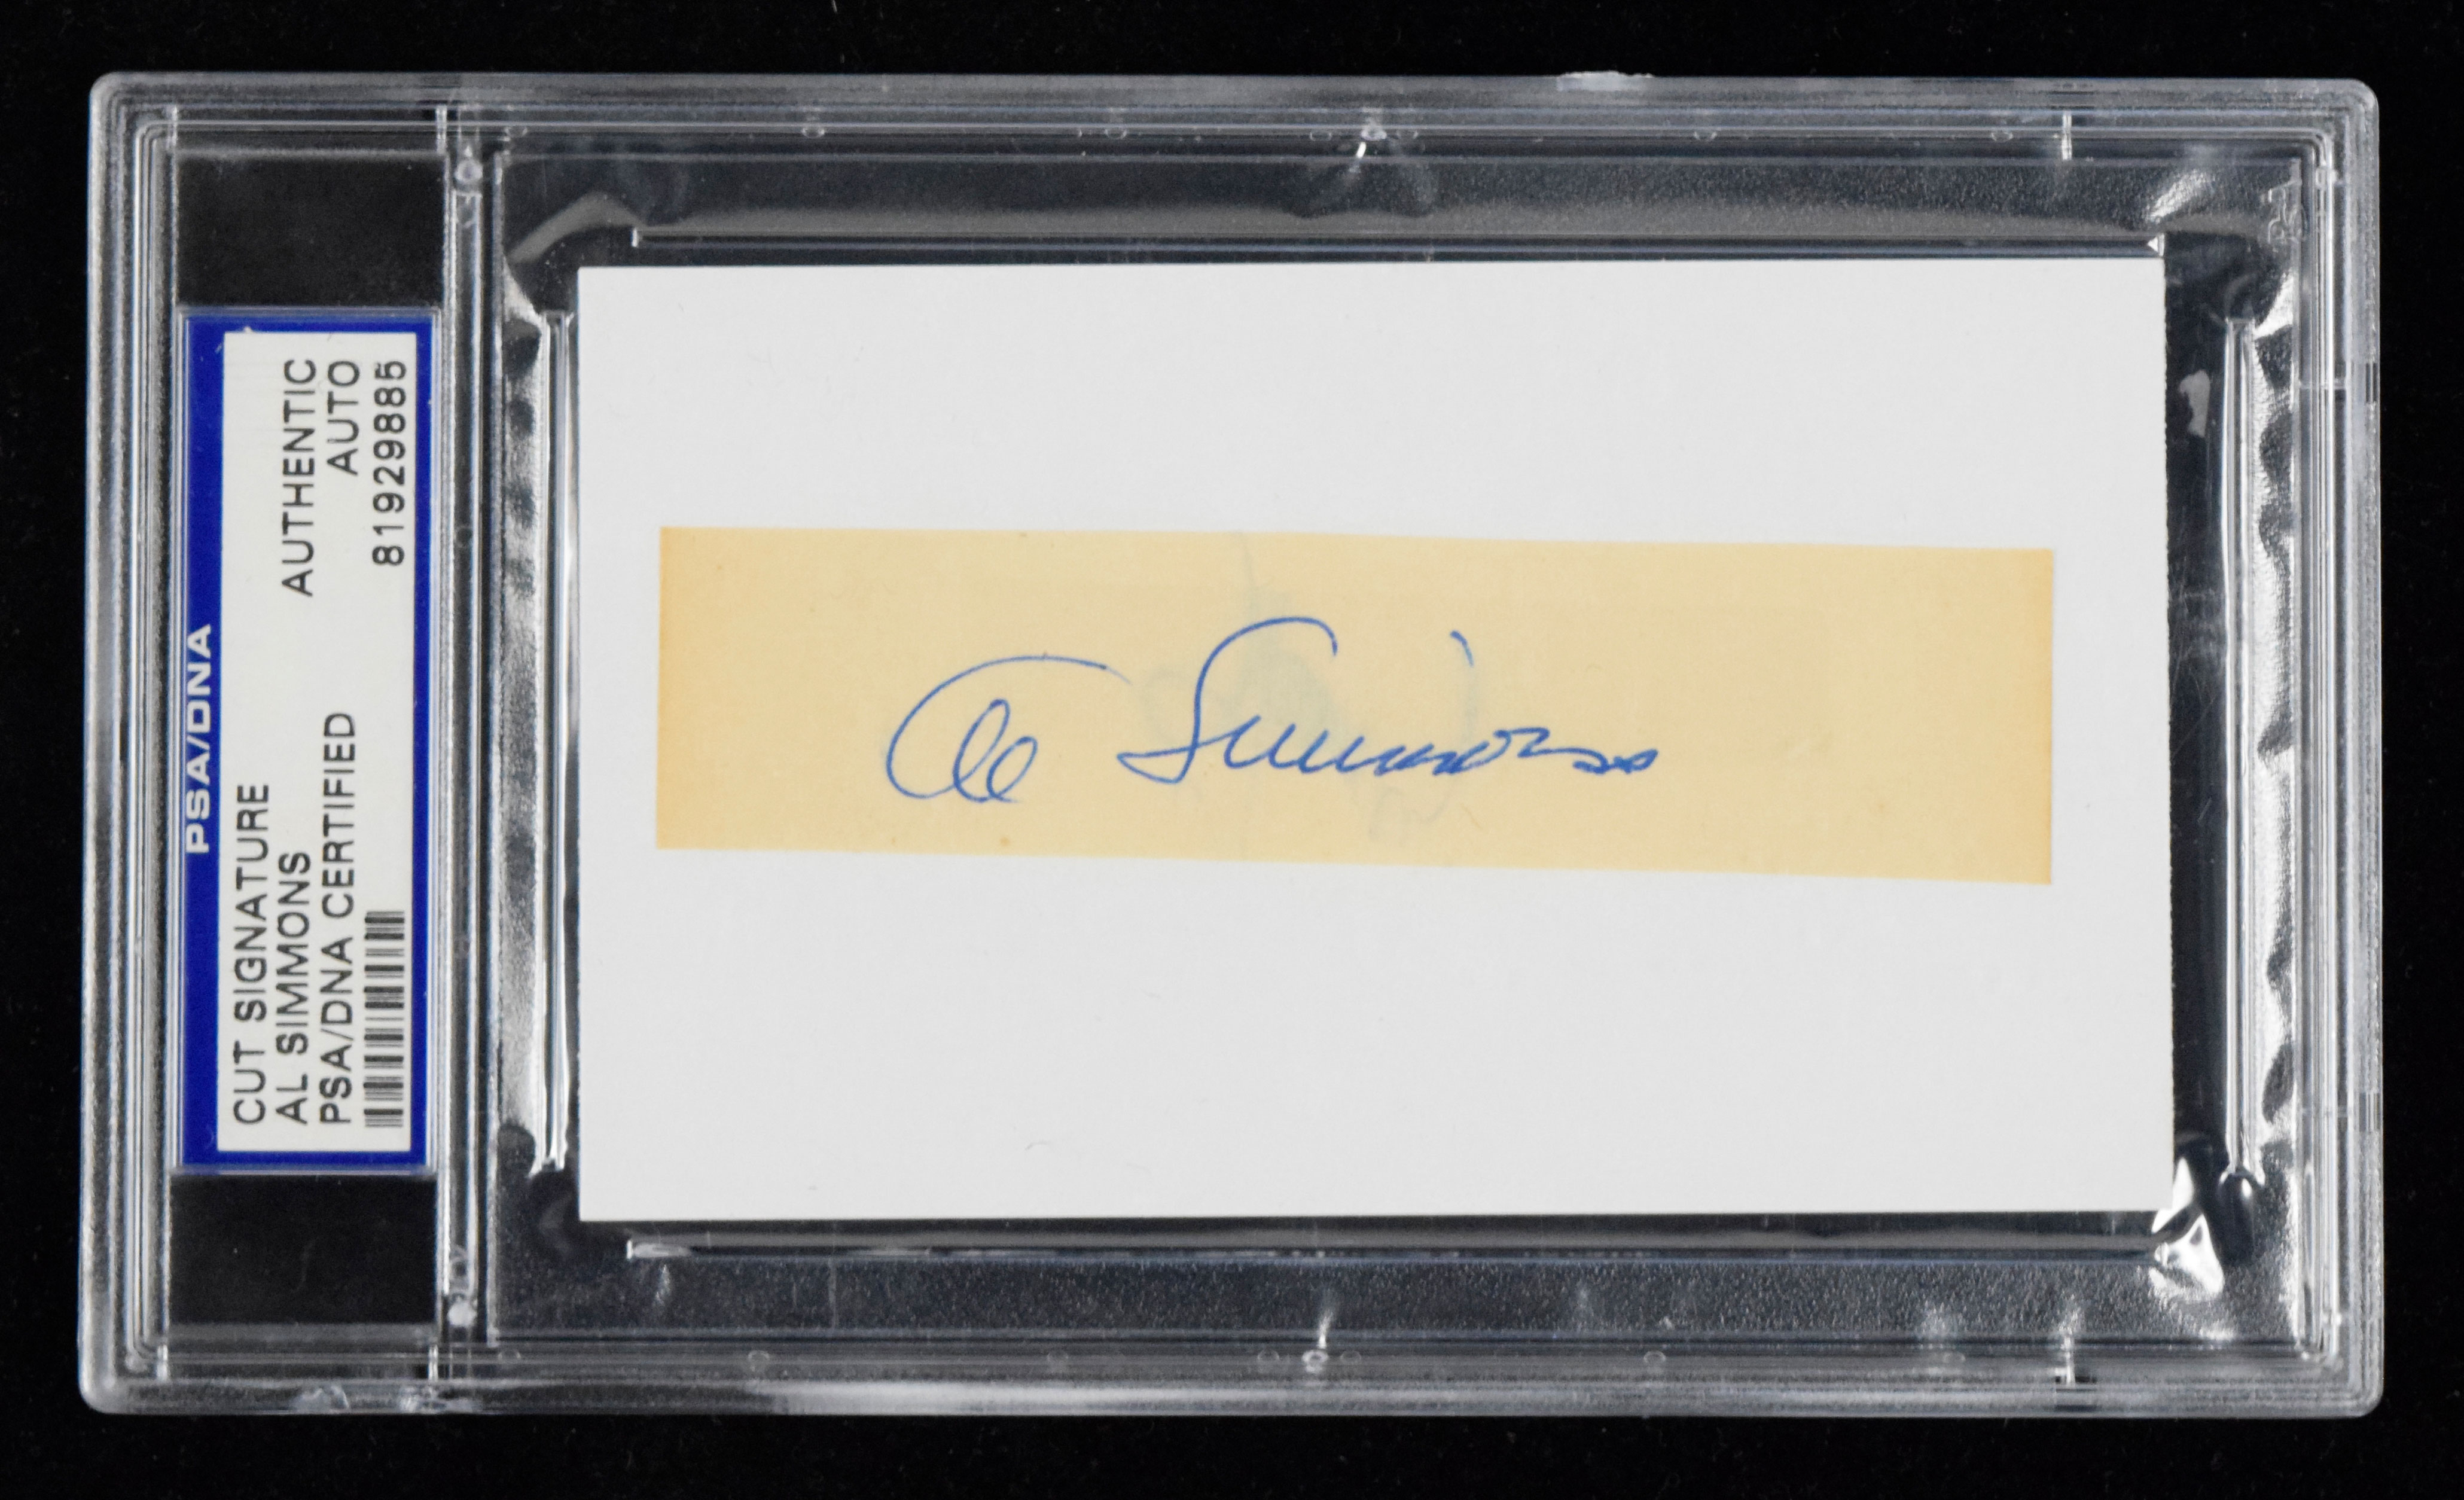 PSA/DNA
CUT SIGNATURE
AL SIMMONS AUTHENTIC
PSA/DNA CERTIFIED AUTO
81929885
Al Simmons